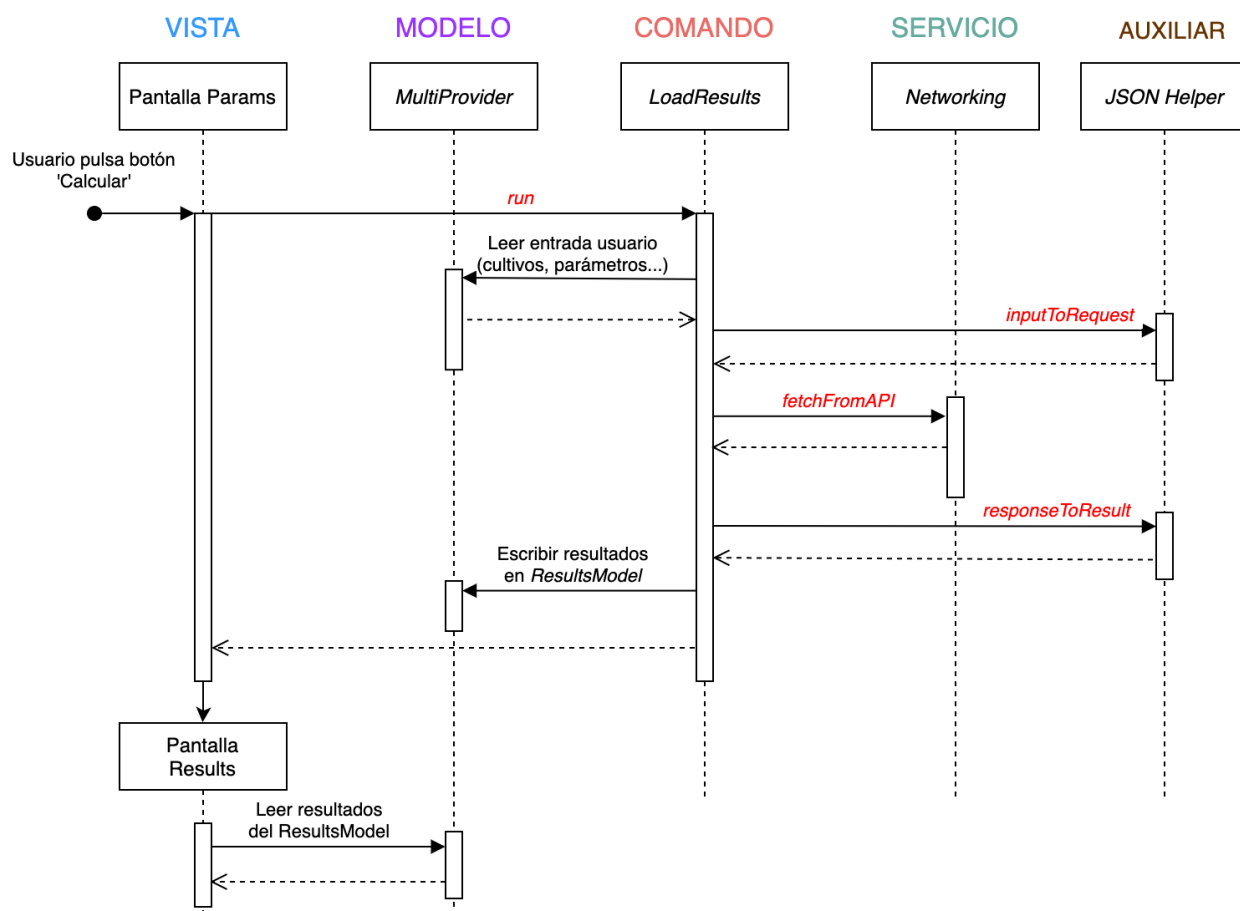 VISTA
MODELO
COMANDO
SERVICIO
AUXILIAR
Pantalla Params
MultiProvider
LoadResults
Networking
JSON Helper
Usuario pulsa botón
'Calcular'
run
Leer entrada usuario
(cultivos, parámetros...)
inputToRequest
fetchFromAPI
responseToResult
Escribir resultados
en ResultsModel
Pantalla
Results
Leer resultados
del ResultsModel